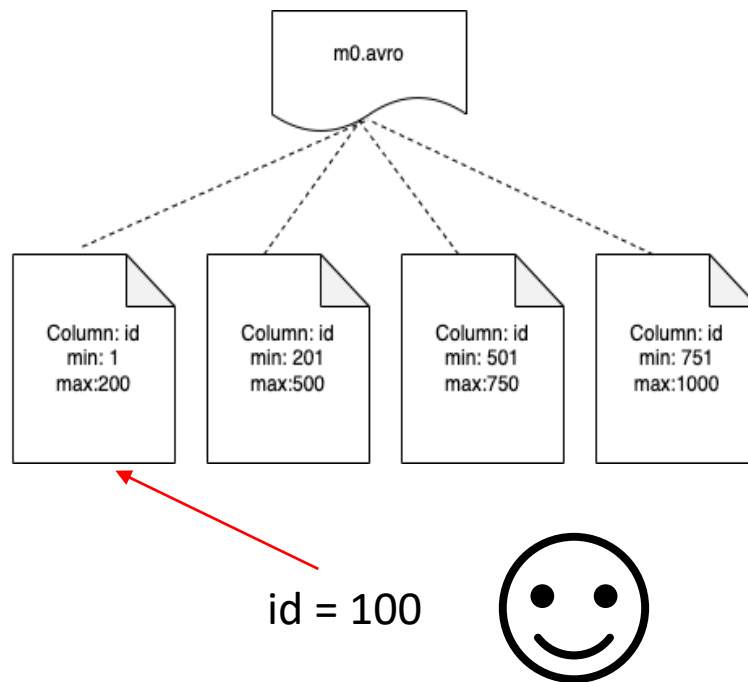 m0.avro
Column: id
min: 1
max:200
Column: id
min: 201
max:500
Column: id
min: 501
max:750
Column: id
min: 751
max:1000
id = 100